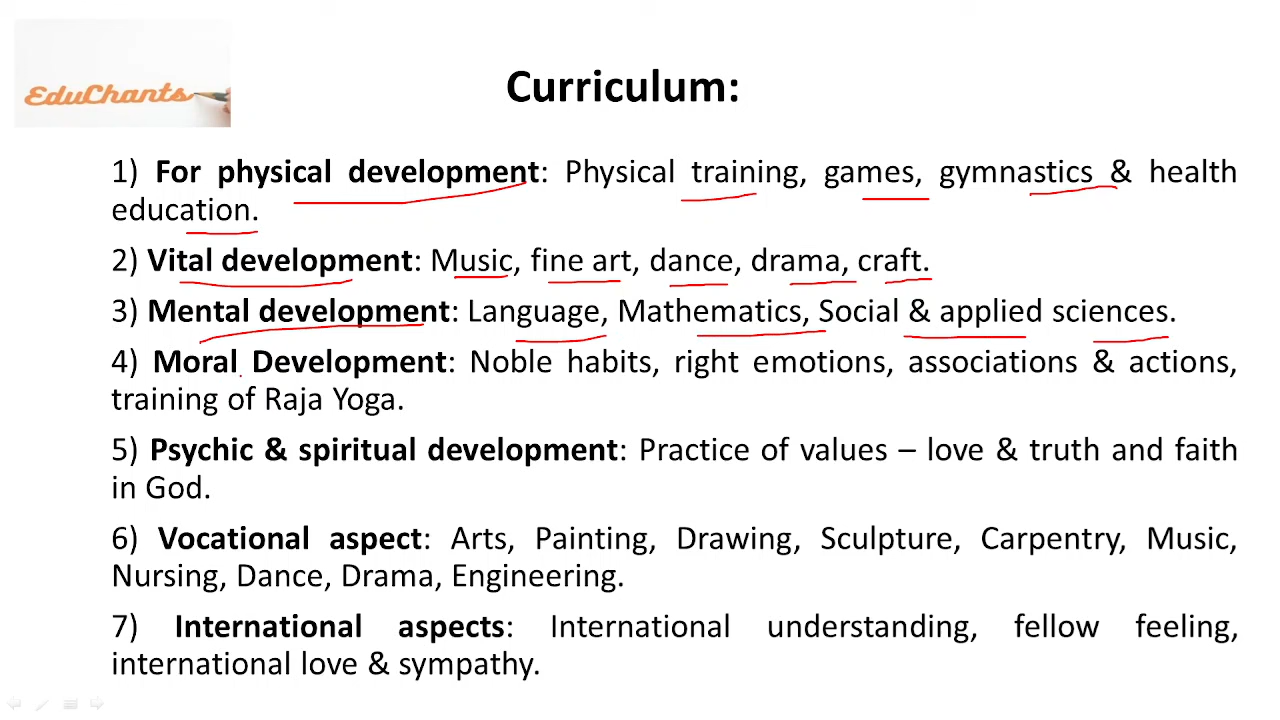 EduChants
Curriculum:
1) For physical development: Physical training, games, gymnastics & health
education.
2) Vital development: Music, fine art, dance, drama, craft.
3) Mental development: Language, Mathematics, Social & applied sciences.
4) Moral Development: Noble habits, right emotions, associations & actions,
training of Raja Yoga.
5) Psychic & spiritual development: Practice of values – love & truth and faith
in God.
6) Vocational aspect: Arts, Painting, Drawing, Sculpture, Carpentry, Music,
Nursing, Dance, Drama, Engineering.
7) International aspects: International understanding, fellow feeling,
international love & sympathy.